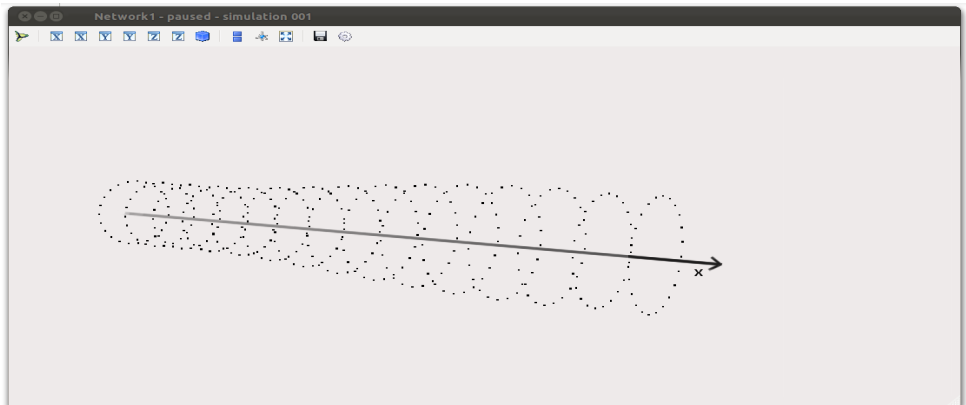 Network1 - paused - simulation 001
X X Y Y Z Z
x